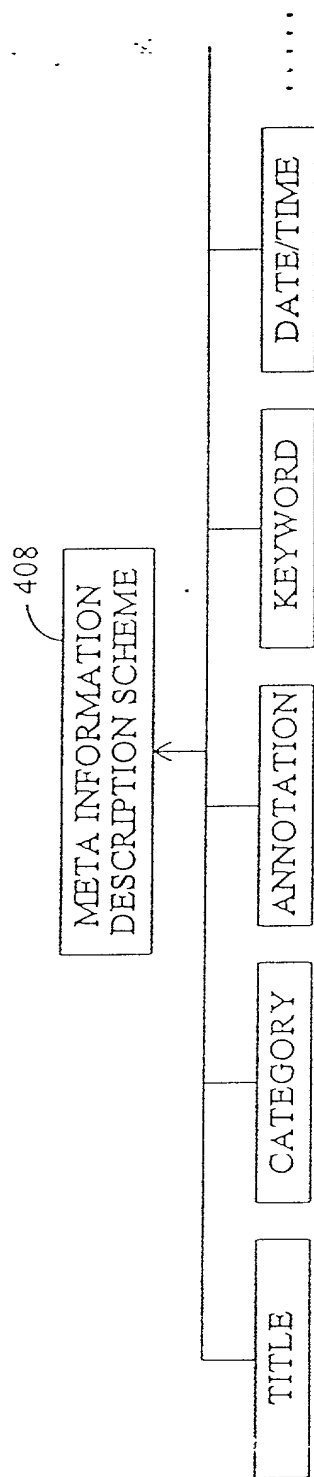 408
META INFORMATION
DESCRIPTION SCHEME
TITLE
CATEGORY
ANNOTATION
KEYWORD
DATE/TIME
......